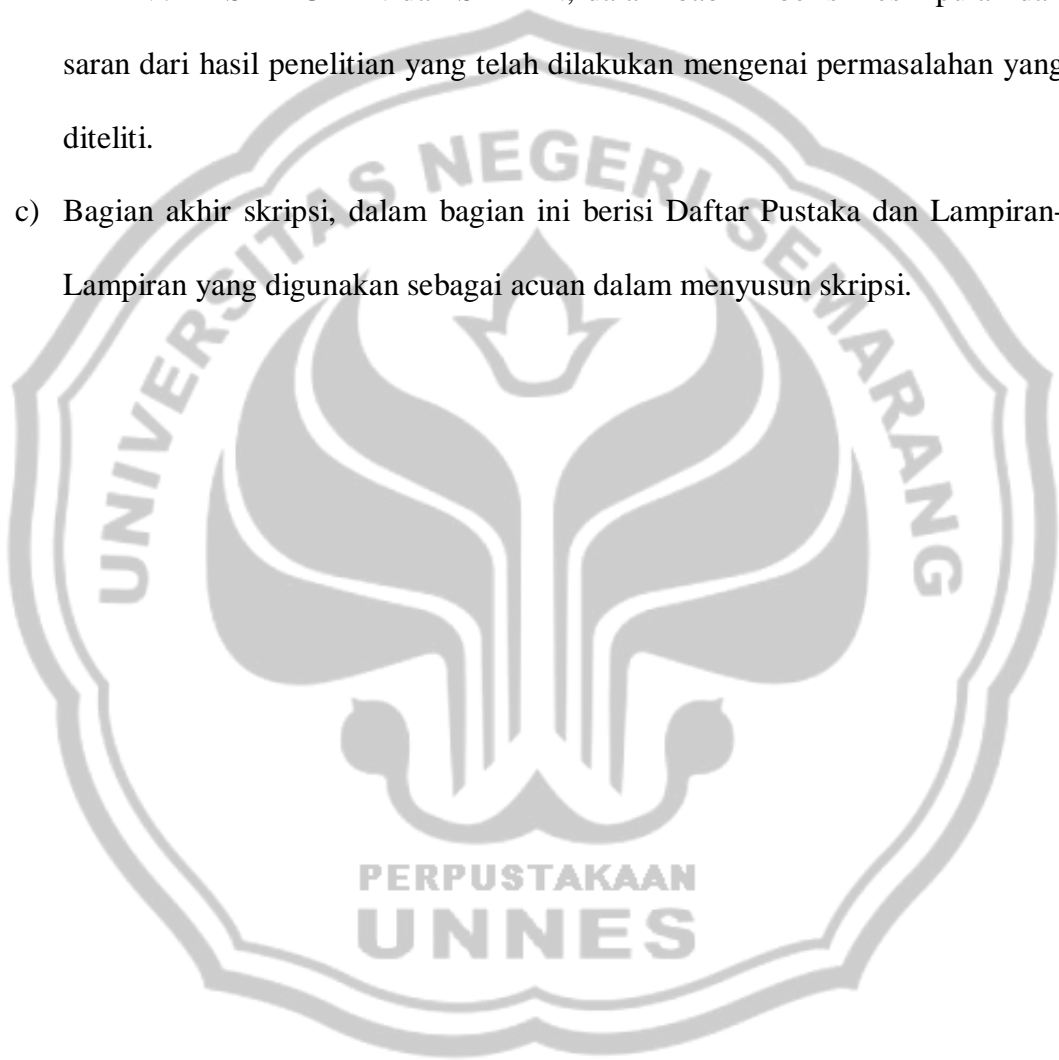 saran dari hasil penelitian yang telah dilakukan mengenai permasalahan yang
diteliti.
c) Bagian akhir skripsi, dalam bagian ini berisi Daftar Pustaka dan Lampiran-
Lampiran yang digunakan sebagai acuan dalam menyusun skripsi.
UNIVERSITAS NEGERI SEMARANG
PERPUSTAKAAN
UNNES